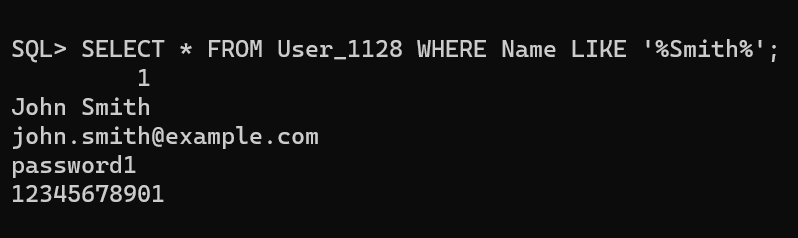 SQL> SELECT * FROM User_1128 WHERE Name LIKE '%Smith%';
1
John Smith
john.smith@example.com
password1
12345678901